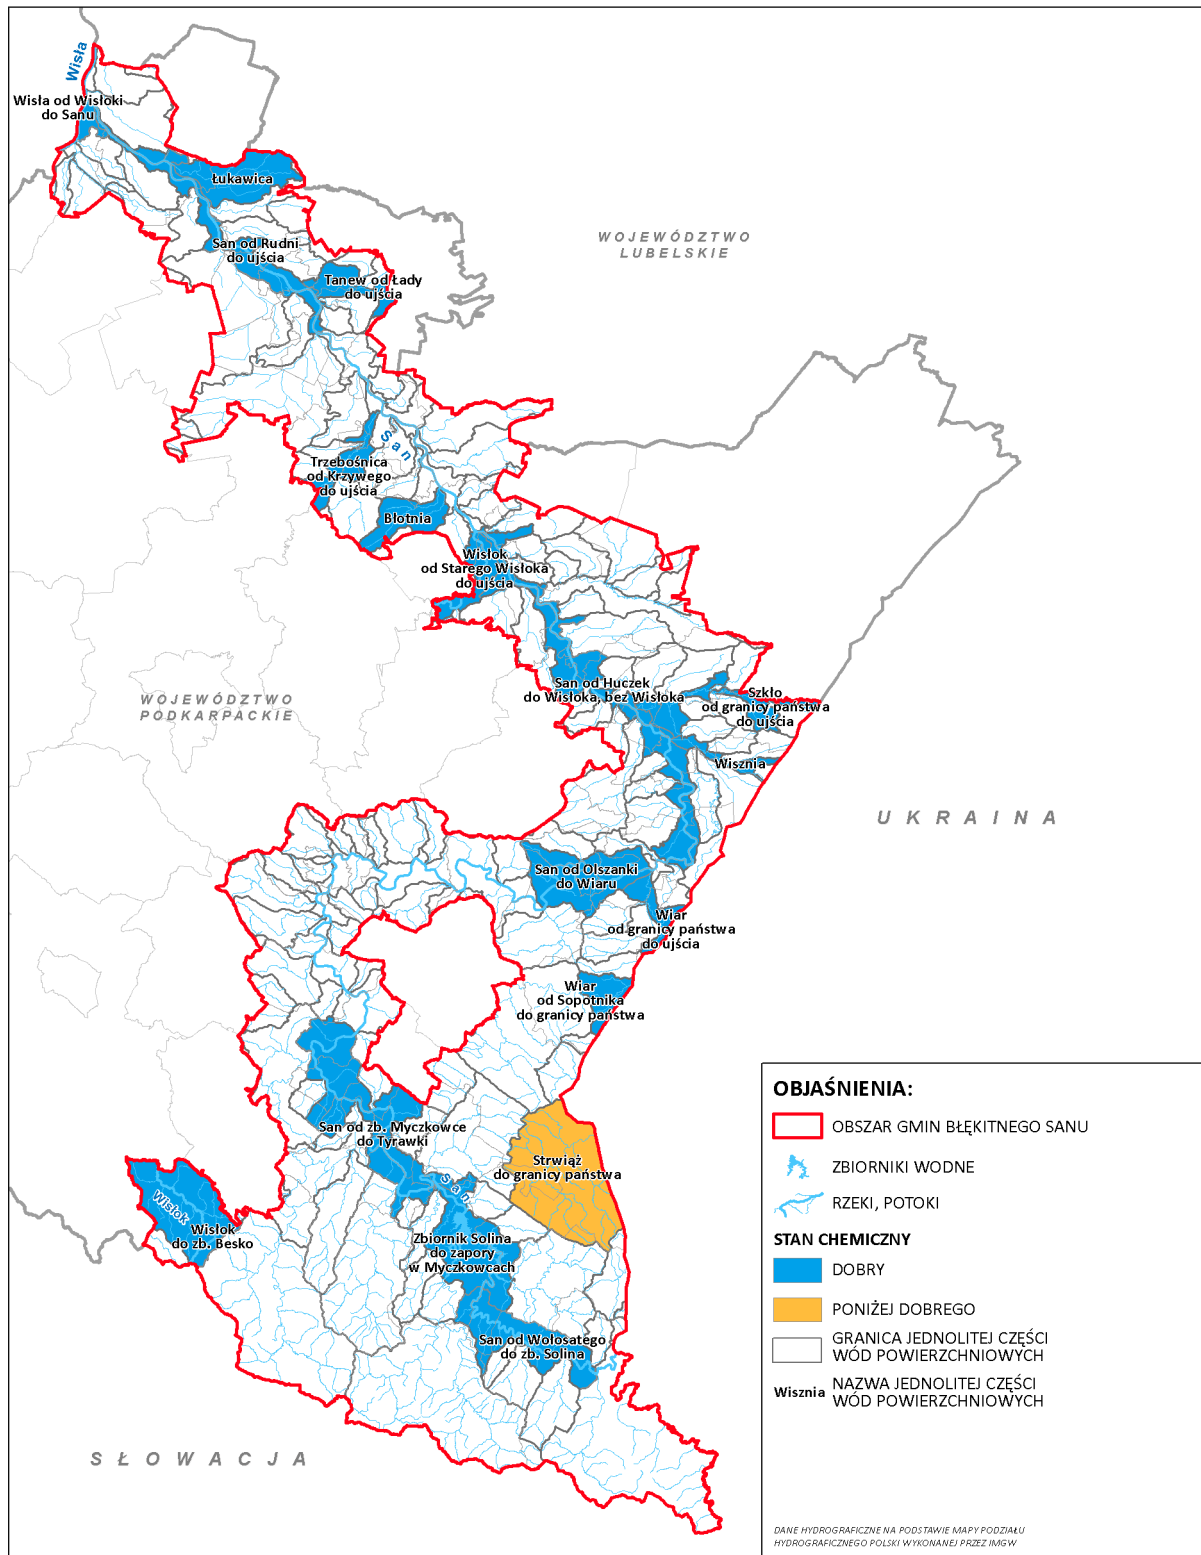 Wisła
Wisła od Wisłoki
do Sanu
Łukawica
San od Rudni
do ujścia
Tanew od Łady
do ujścia
WOJEWÓDZTWO
LUBELSKIE
San
Trzebośnica
od Krzywego
do ujścia
Błotnia
Wisłok
od Starego Wisłoka
do ujścia
WOJEWÓDZTWO
PODKARPACKIE
San od Huczek
do Wisłoka, bez Wisłoka
Szkło
od granicy państwa
do ujścia
Wisznia
UKRAINA
San od Olszanki
do Wiaru
Wiar
od granicy państwa
do ujścia
Wiar
od Sopotnika
do granicy państwa
San od zb. Myczkowce
do Tyrawki
Strwiąż
do granicy państwa
San
Wisłok
Wisłok
do zb. Besko
Zbiornik Solina
do zapory
w Myczkowcach
San od Wołosatego
do zb. Solina
SŁOWACJA
OBJAŚNIENIA:
OBSZAR GMIN BŁĘKITNEGO SANU
ZBIORNIKI WODNE
RZEKI, POTOKI
STAN CHEMICZNY
DOBRY
PONIŻEJ DOBREGO
GRANICA JEDNOLITEJ CZĘŚCI
WÓD POWIERZCHNIOWYCH
Wisznia NAZWA JEDNOLITEJ CZĘŚCI
WÓD POWIERZCHNIOWYCH
DANE HYDROGRAFICZNE NA PODSTAWIE MAPY PODZIAŁU
HYDROGRAFICZNEGO POLSKI WYKONANEJ PRZEZ IMGW